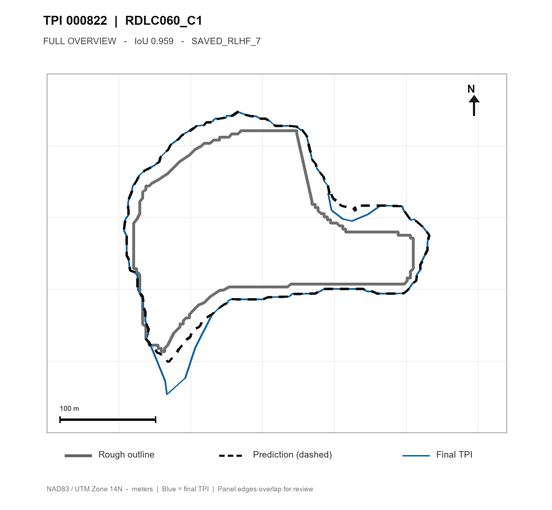 TPI 000822 | RDLC060_C1
FULL OVERVIEW - IoU 0.959 - SAVED_RLHF_7
N
100 m
Rough outline
Prediction (dashed)
Final TPI
NAD83 / UTM Zone 14N - meters | Blue = final TPI | Panel edges overlap for review